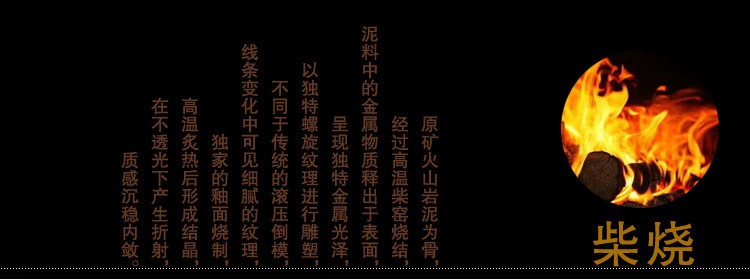 柴烧
原矿火山岩泥为骨，
经过高温柴窑烧结，
泥料中的金属物质释出于表面，
呈现独特金属光泽，
以独特螺旋纹理进行雕塑，
不同于传统的滚压倒模，
线条变化中可见细腻的纹理，
独家的釉面烧制，
高温炙热后形成结晶，
在不透光下产生折射，
质感沉稳内敛。